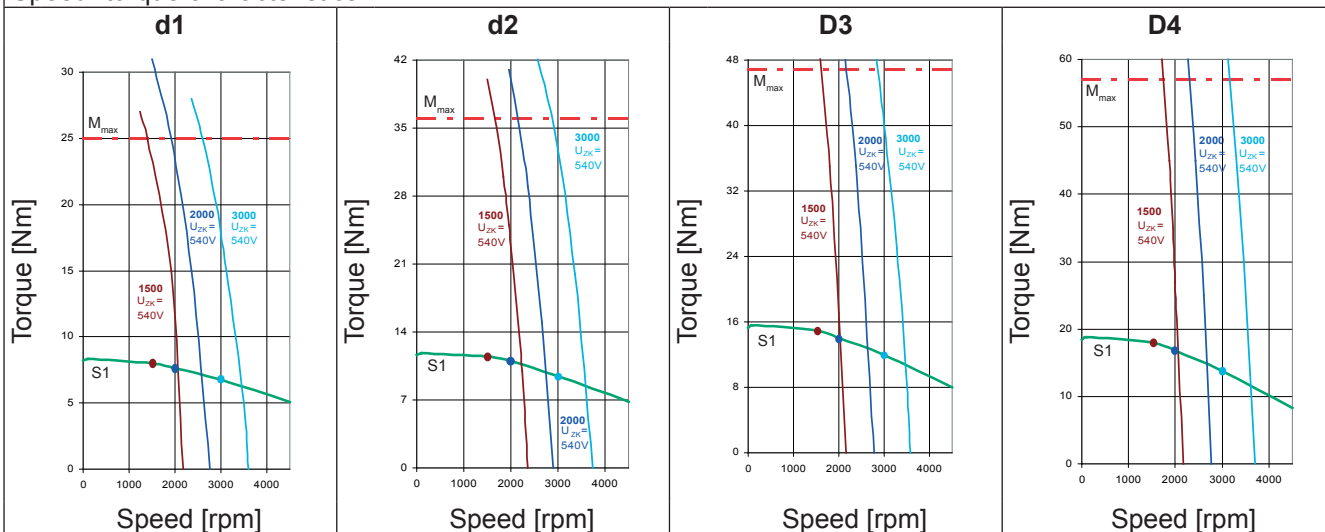 d1
d2
D3
D4
Torque [Nm]
30
25
20
15
10
5
0
M max
1500
U ZK =
540V
2000
U ZK =
540V
3000
U ZK =
540V
S1
0 1000 2000 3000 4000
Speed [rpm]
Torque [Nm]
42
35
28
21
14
7
0
M max
3000
U ZK =
540V
1500
U ZK =
540V
S1
2000
U ZK =
540V
0 1000 2000 3000 4000
Speed [rpm]
Torque [Nm]
48
40
32
24
16
8
0
M max
2000
U ZK =
540V
3000
U ZK =
540V
1500
U ZK =
540V
S1
0 1000 2000 3000 4000
Speed [rpm]
Torque [Nm]
60
50
40
30
20
10
0
M max
2000
U ZK =
540V
3000
U ZK =
540V
1500
U ZK =
540V
S1
0 1000 2000 3000 4000
Speed [rpm]